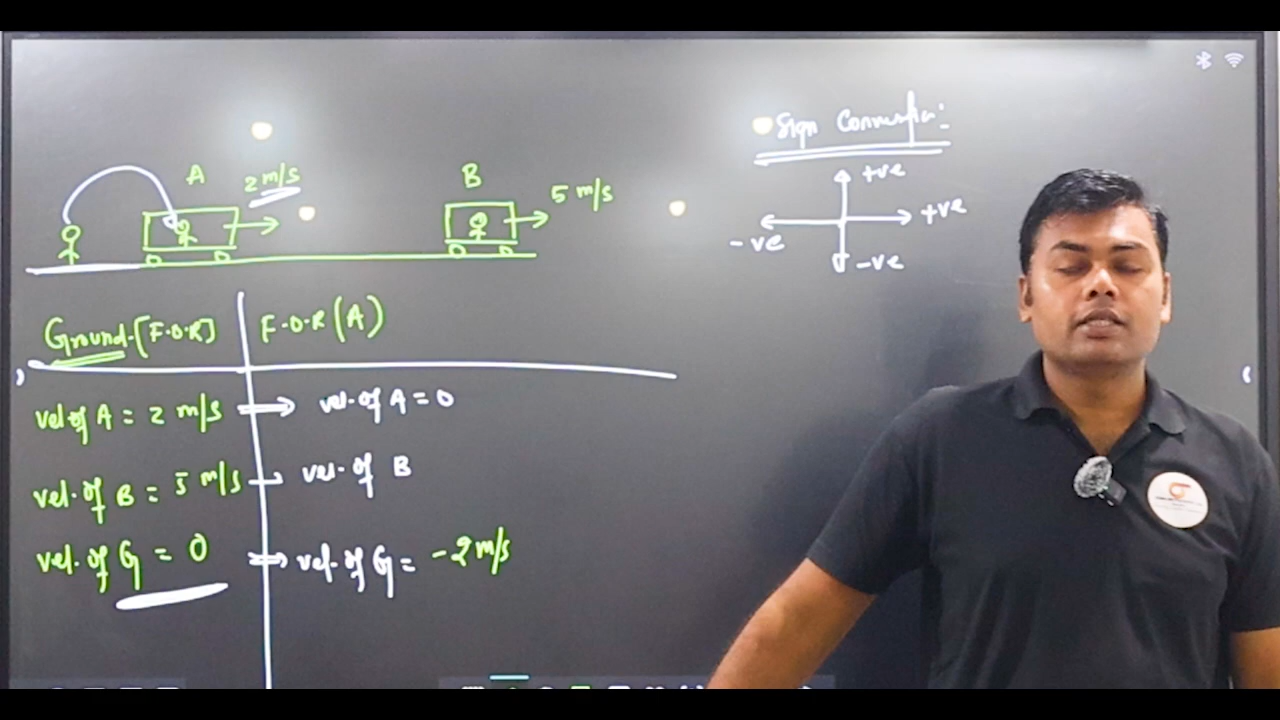 Sign Convention:
A
2 m/s
B
5 m/s
+ve
+ve
-ve
-ve
Ground-[F.O.R]
F.O.R (A)
vel. of A = 2 m/s
vel. of A = 0
vel. of B = 5 m/s
vel. of B
vel. of G = 0
vel. of G = -2 m/s